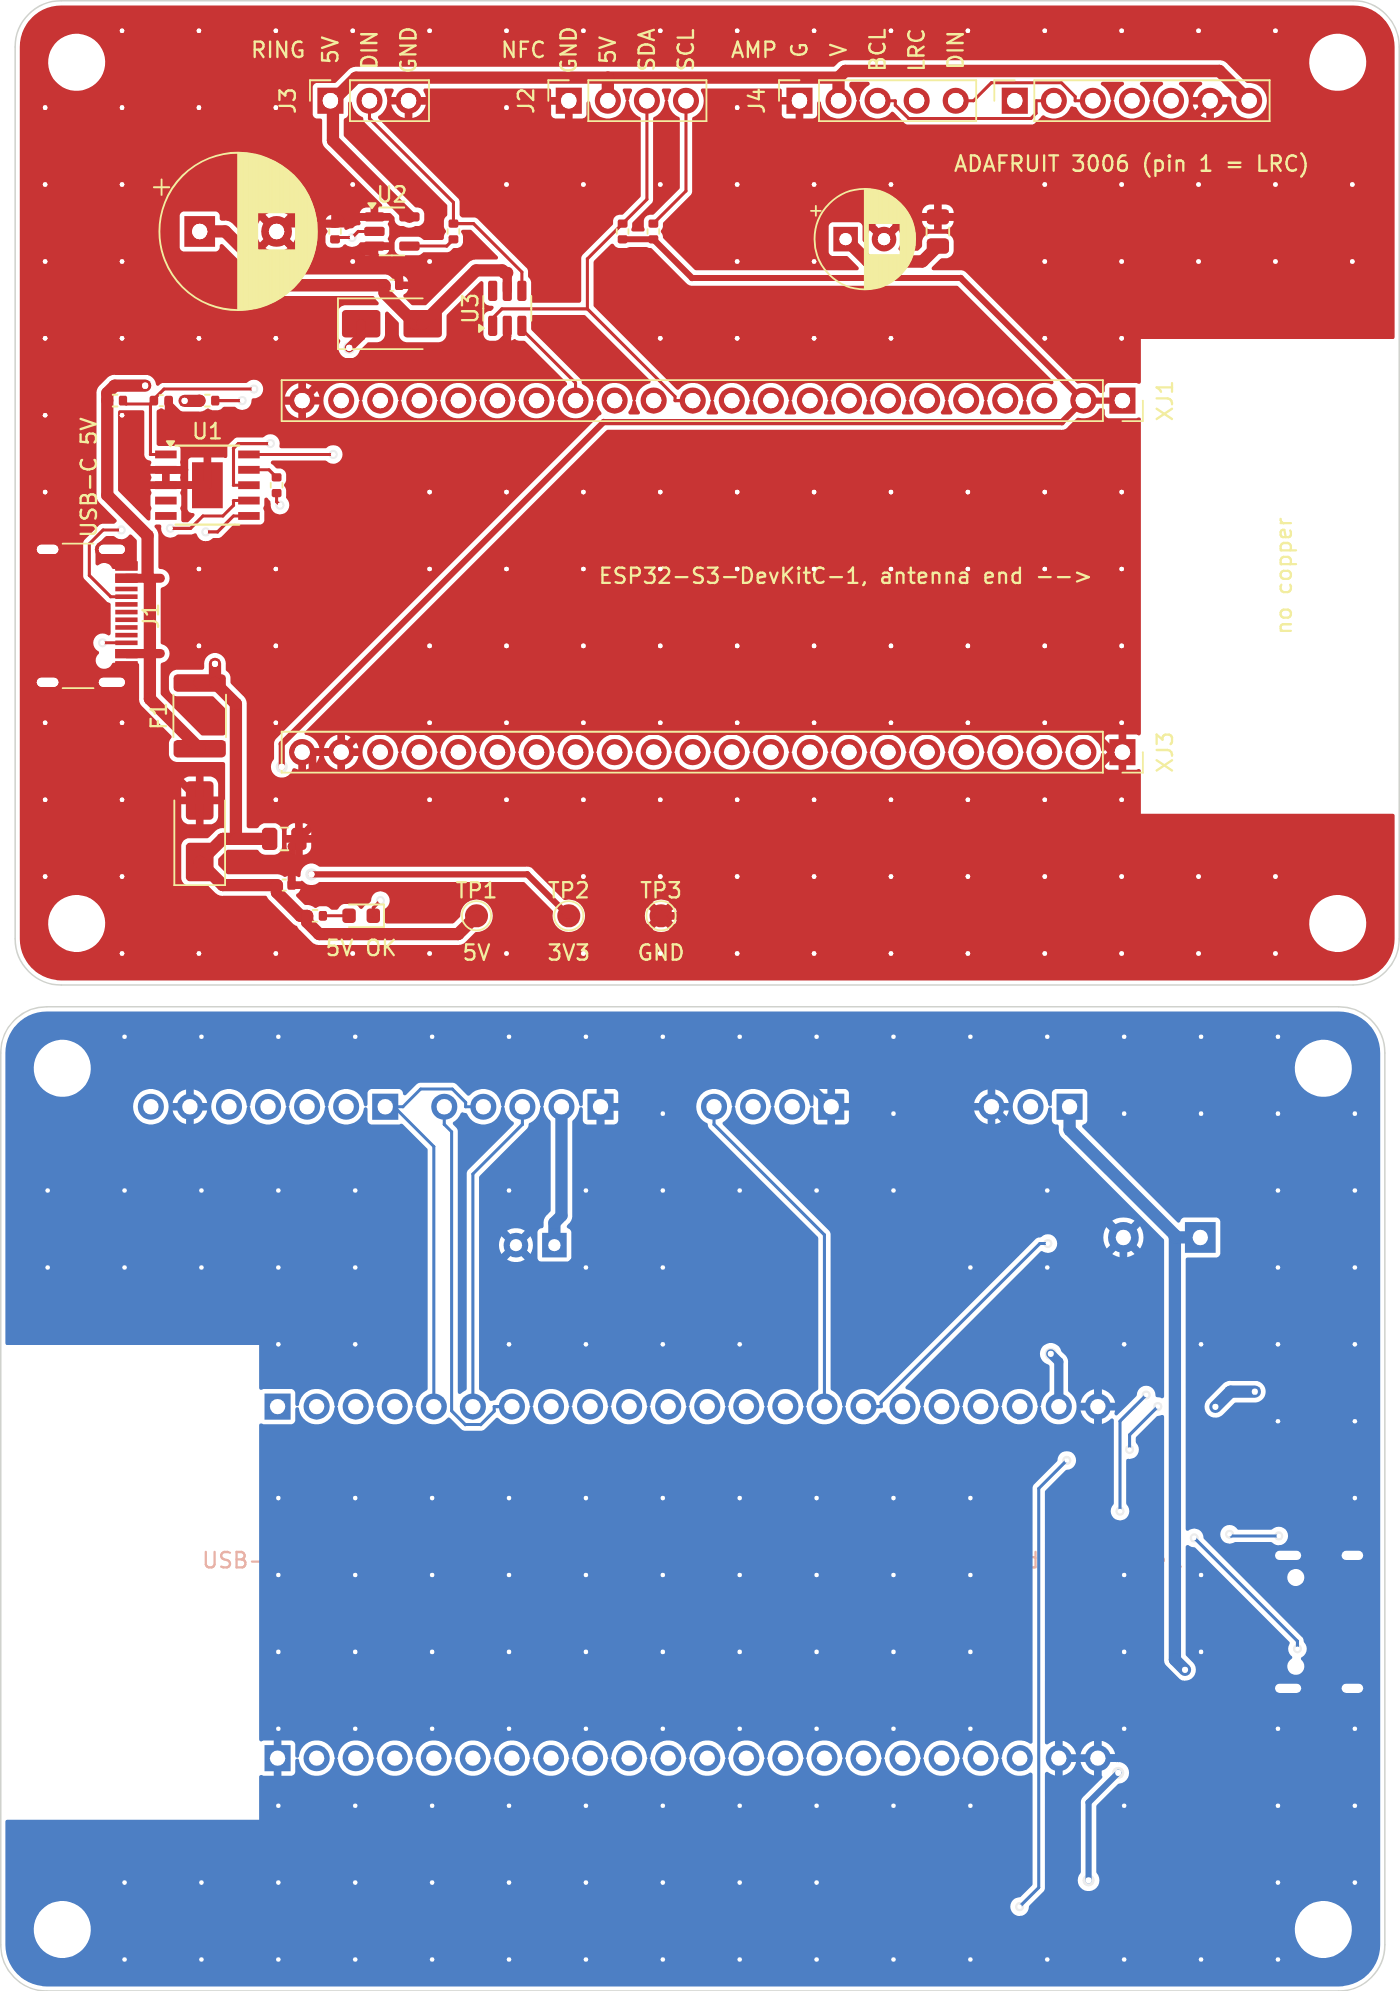 RING 5V DIN GND NFC GND 5V SDA SCL AMP G V BCL LRC DIN
J3 J2 J4
ADAFRUIT 3006 (pin 1 = LRC)
+ U2 +
U3
XJ1
U1
USB-C 5V
ESP32-S3-DevKitC-1, antenna end -->
no copper
J1
F1
XJ3
TP1 TP2 TP3
5V OK 5V 3V3 GND
USB-